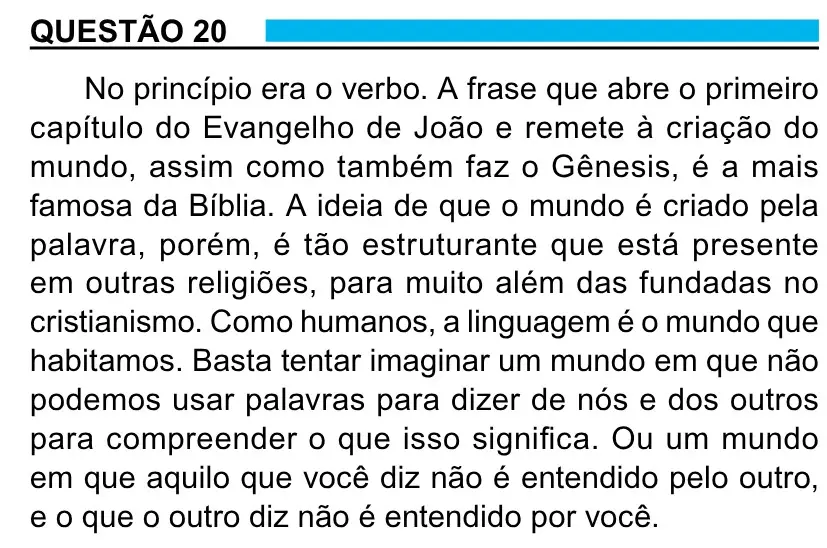 QUESTÃO 20
No princípio era o verbo. A frase que abre o primeiro
capítulo do Evangelho de João e remete à criação do
mundo, assim como também faz o Gênesis, é a mais
famosa da Bíblia. A ideia de que o mundo é criado pela
palavra, porém, é tão estruturante que está presente
em outras religiões, para muito além das fundadas no
cristianismo. Como humanos, a linguagem é o mundo que
habitamos. Basta tentar imaginar um mundo em que não
podemos usar palavras para dizer de nós e dos outros
para compreender o que isso significa. Ou um mundo
em que aquilo que você diz não é entendido pelo outro,
e o que o outro diz não é entendido por você.